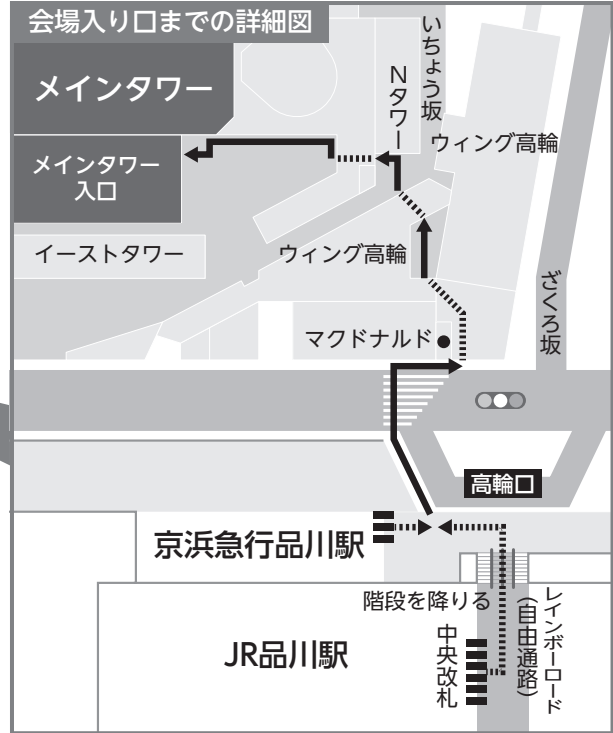 会場入り口までの詳細図
メインタワー
メインタワー
入口
いちょう坂
Nタワー
ウィング高輪
イーストタワー
ウィング高輪
ざくろ坂
マクドナルド
高輪口
京浜急行品川駅
階段を降りる
レインボーロード
(自由通路)
中央改札
JR品川駅